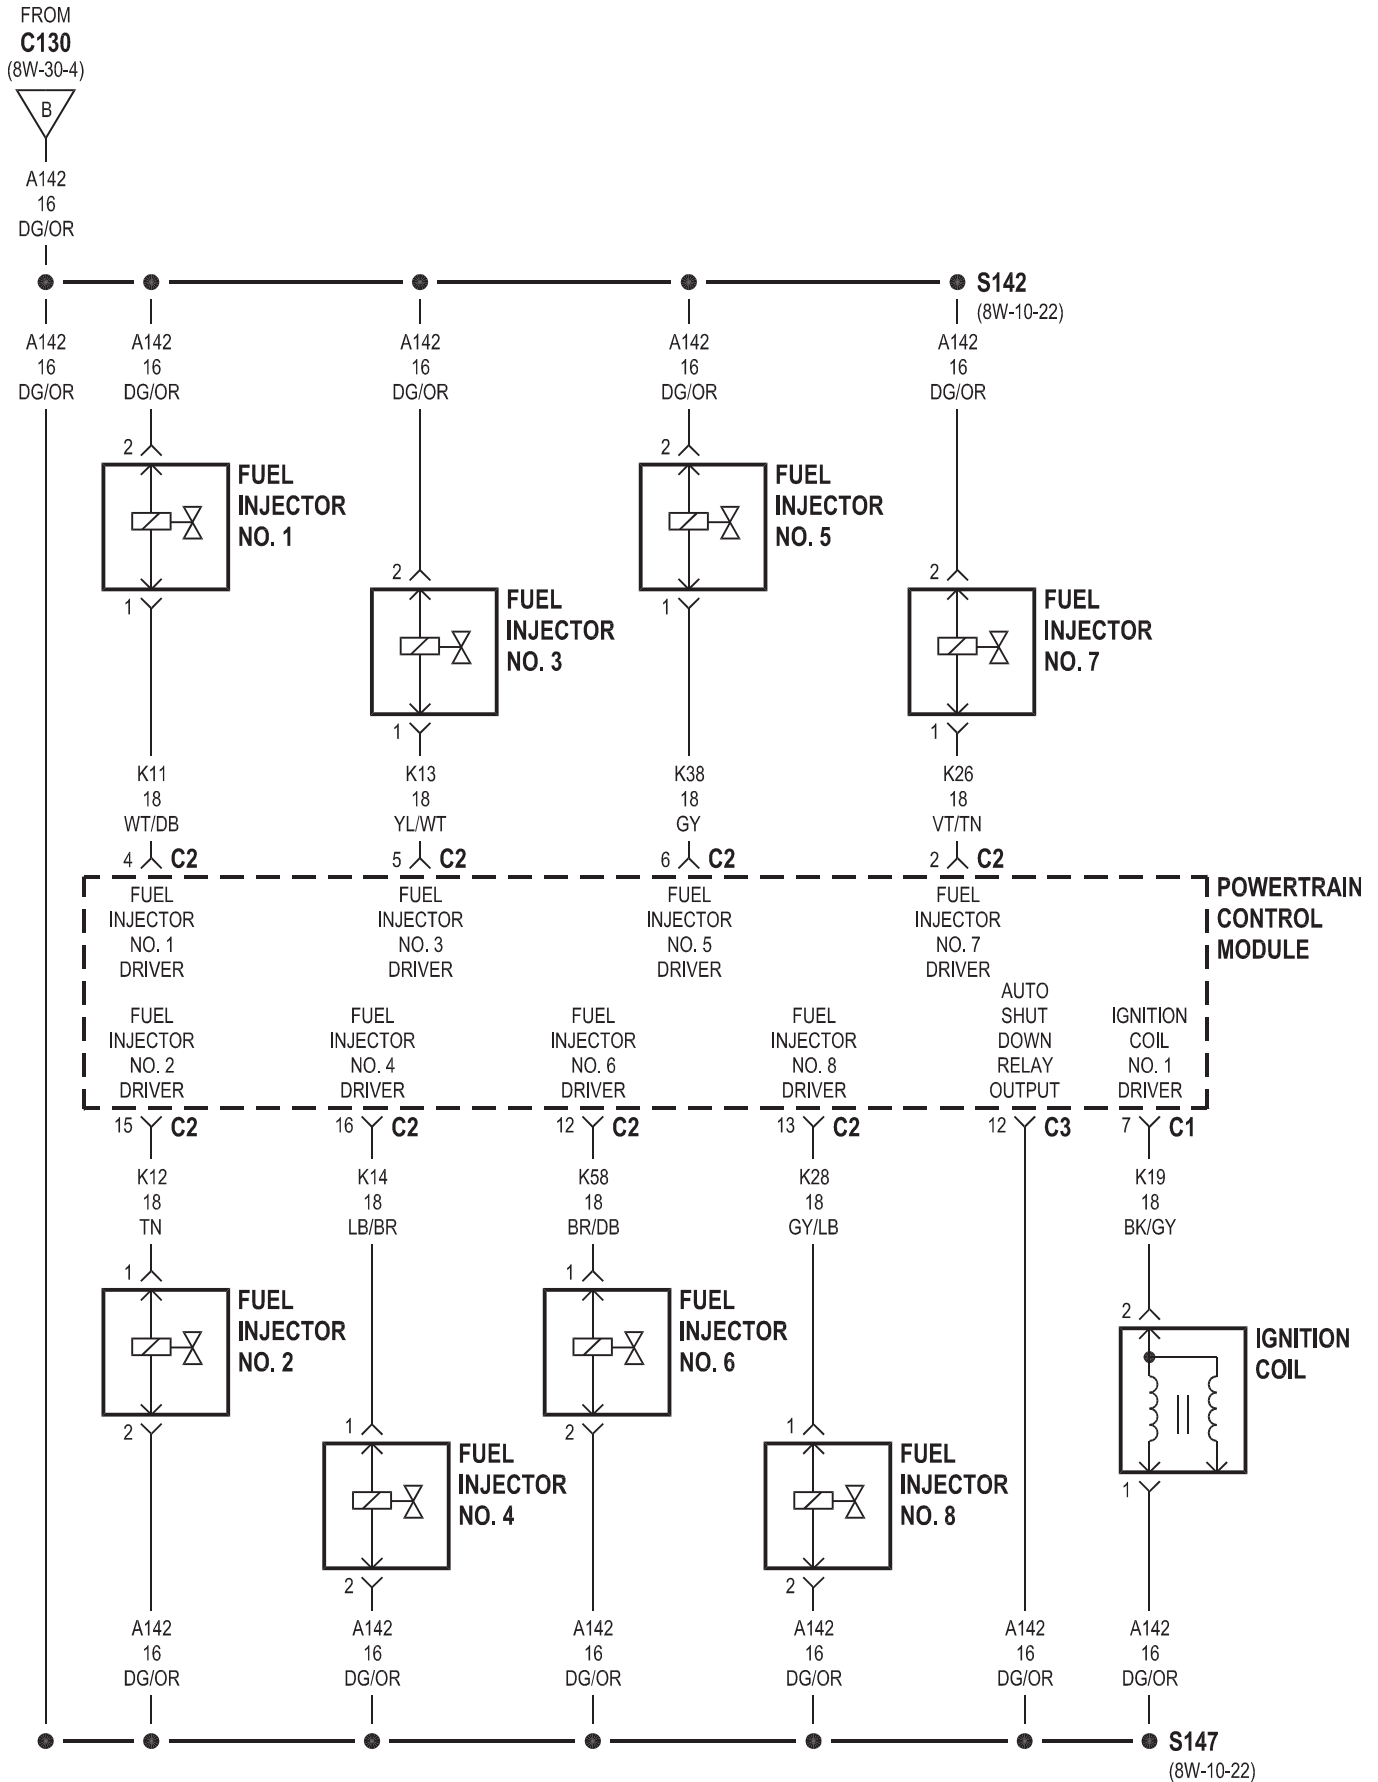 FROM
C130
(8W-30-4)
B
A142
16
DG/OR
S142
(8W-10-22)
A142
16
DG/OR
A142
16
DG/OR
A142
16
DG/OR
A142
16
DG/OR
A142
16
DG/OR
2
FUEL
INJECTOR
NO. 1
1
2
FUEL
INJECTOR
NO. 3
1
2
FUEL
INJECTOR
NO. 5
1
2
FUEL
INJECTOR
NO. 7
1
K11
18
WT/DB
4
C2
K13
18
YL/WT
5
C2
K38
18
GY
6
C2
K26
18
VT/TN
2
C2
POWERTRAIN
CONTROL
MODULE
FUEL
INJECTOR
NO. 1
DRIVER
FUEL
INJECTOR
NO. 3
DRIVER
FUEL
INJECTOR
NO. 5
DRIVER
FUEL
INJECTOR
NO. 7
DRIVER
FUEL
INJECTOR
NO. 2
DRIVER
FUEL
INJECTOR
NO. 4
DRIVER
FUEL
INJECTOR
NO. 6
DRIVER
FUEL
INJECTOR
NO. 8
DRIVER
AUTO
SHUT
DOWN
RELAY
OUTPUT
IGNITION
COIL
NO. 1
DRIVER
15
C2
16
C2
12
C2
13
C2
12
C3
7
C1
K12
18
TN
K14
18
LB/BR
K58
18
BR/DB
K28
18
GY/LB
K19
18
BK/GY
1
FUEL
INJECTOR
NO. 2
2
1
FUEL
INJECTOR
NO. 4
2
1
FUEL
INJECTOR
NO. 6
2
1
FUEL
INJECTOR
NO. 8
2
2
IGNITION
COIL
1
A142
16
DG/OR
A142
16
DG/OR
A142
16
DG/OR
A142
16
DG/OR
A142
16
DG/OR
A142
16
DG/OR
S147
(8W-10-22)